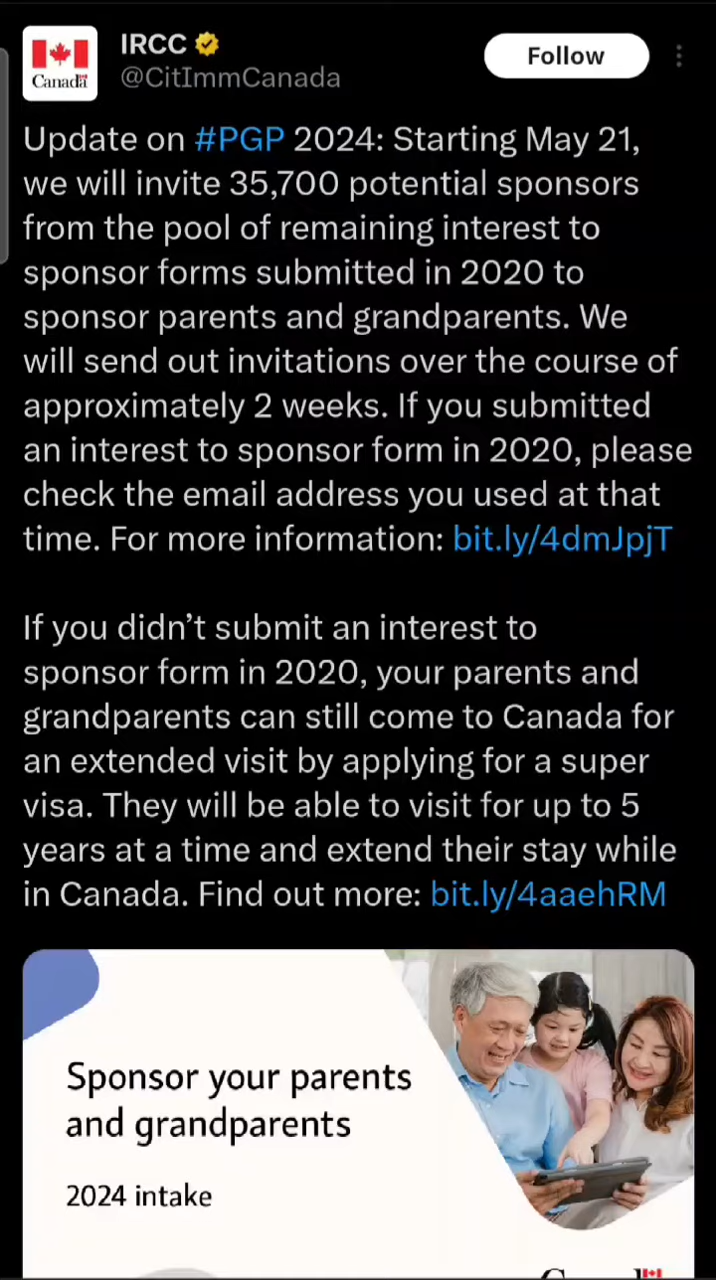 IRCC
@CitImmCanada
Follow
Canada
Update on #PGP 2024: Starting May 21,
we will invite 35,700 potential sponsors
from the pool of remaining interest to
sponsor forms submitted in 2020 to
sponsor parents and grandparents. We
will send out invitations over the course of
approximately 2 weeks. If you submitted
an interest to sponsor form in 2020, please
check the email address you used at that
time. For more information: bit.ly/4dmJpjT
If you didn’t submit an interest to
sponsor form in 2020, your parents and
grandparents can still come to Canada for
an extended visit by applying for a super
visa. They will be able to visit for up to 5
years at a time and extend their stay while
in Canada. Find out more: bit.ly/4aaehRM
Sponsor your parents
and grandparents
2024 intake